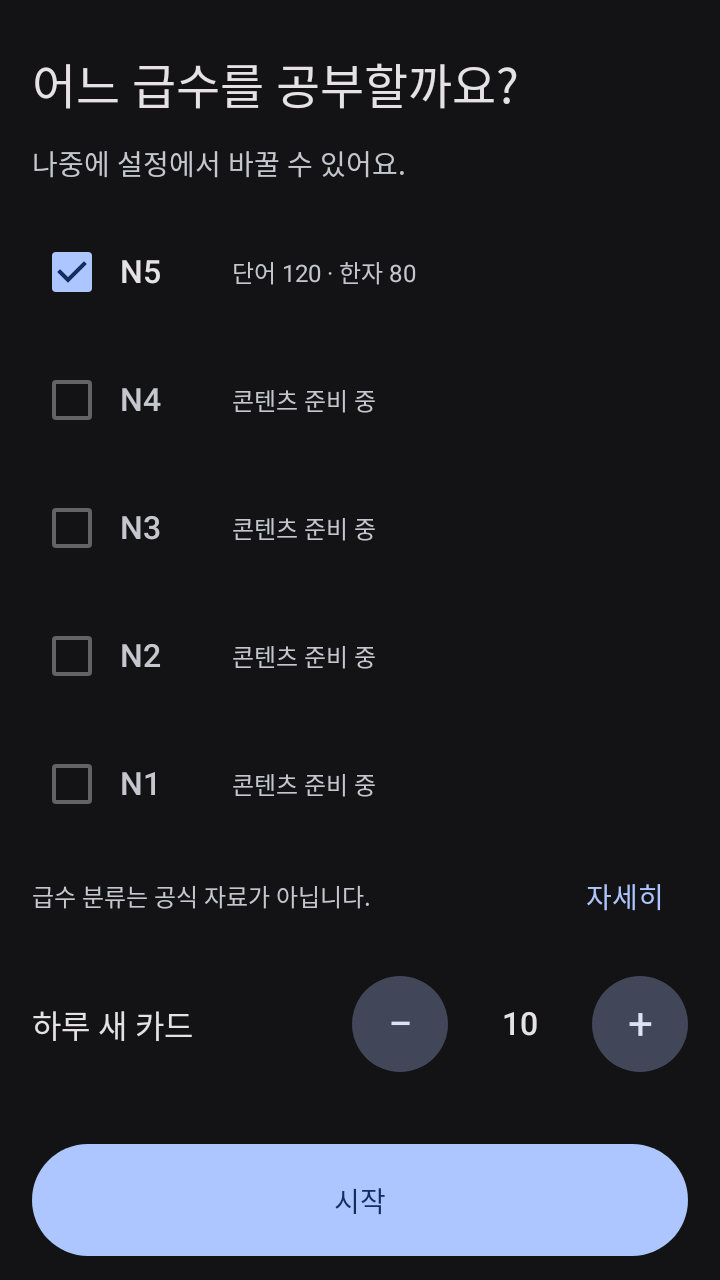 어느 급수를 공부할까요?
나중에 설정에서 바꿀 수 있어요.
N5 단어 120 · 한자 80
N4 콘텐츠 준비 중
N3 콘텐츠 준비 중
N2 콘텐츠 준비 중
N1 콘텐츠 준비 중
급수 분류는 공식 자료가 아닙니다. 자세히
하루 새 카드 − 10 +
시작